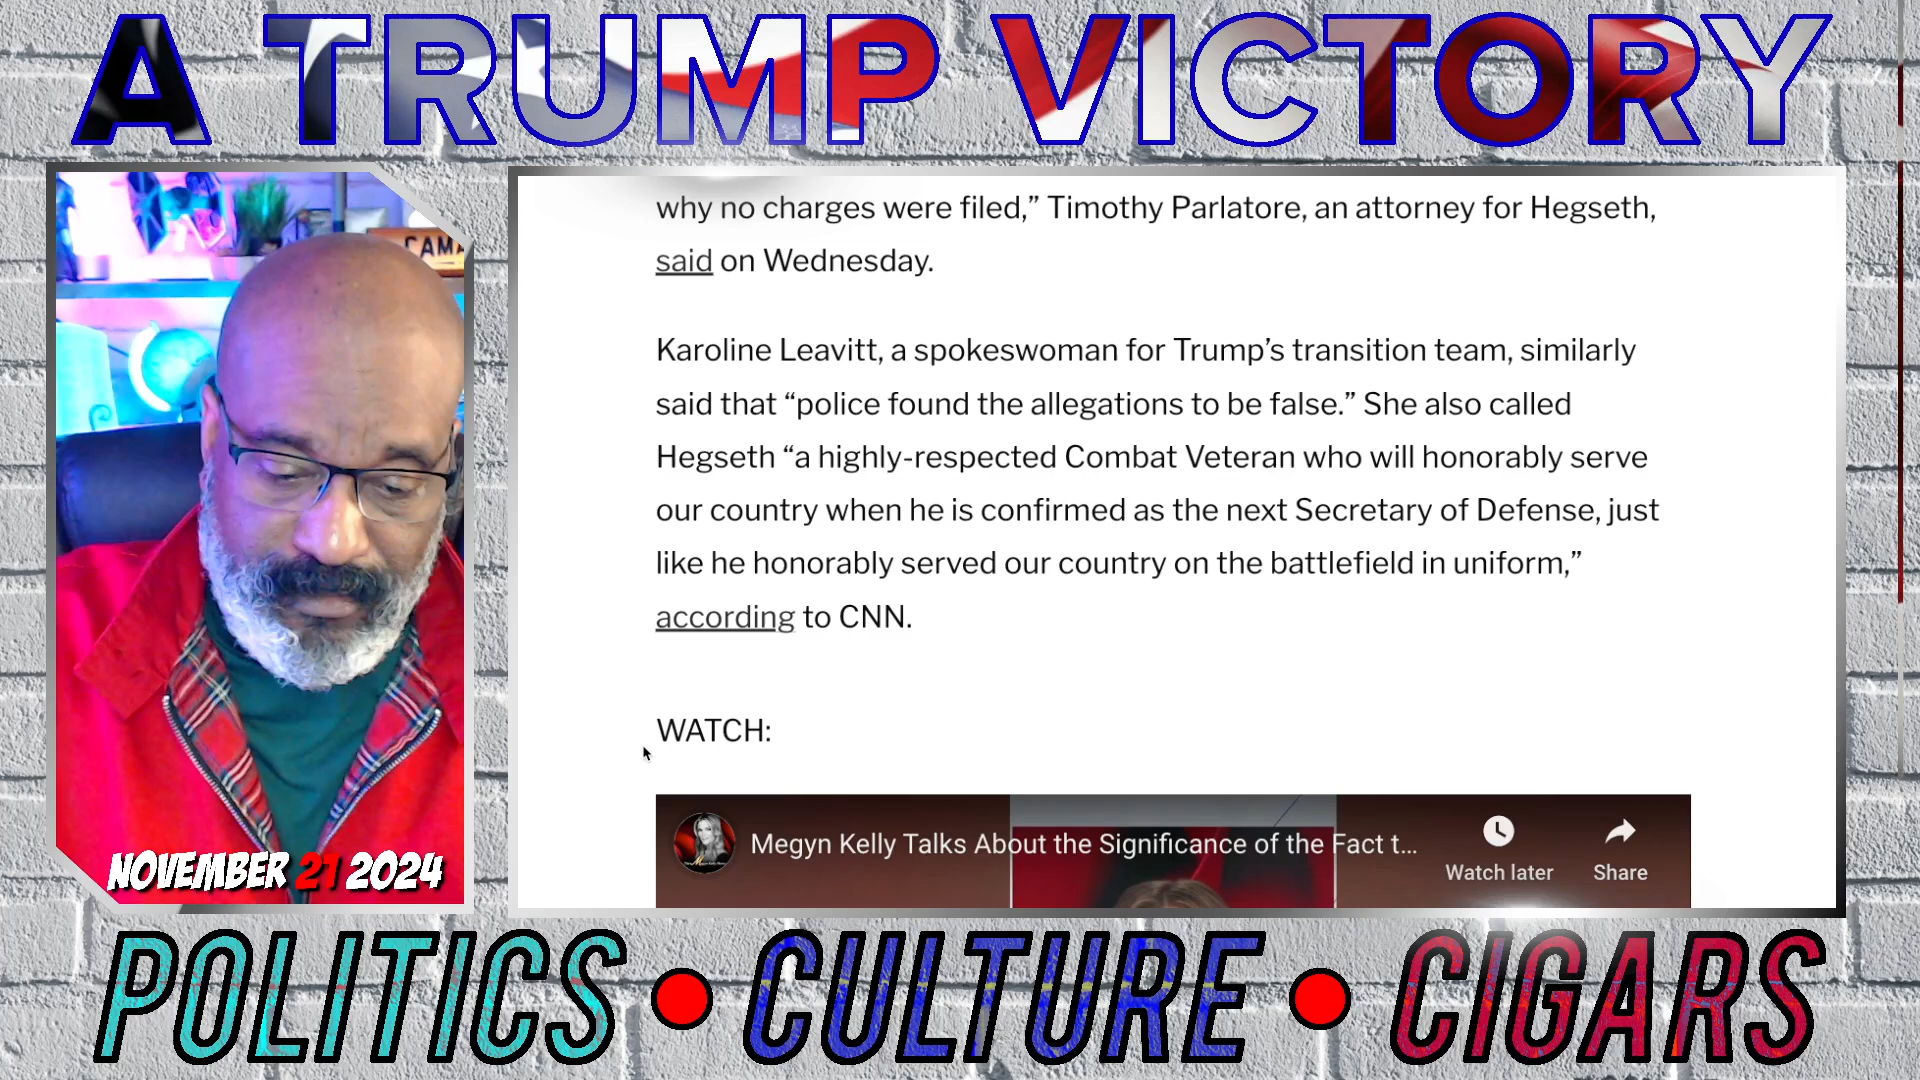 A TRUMP VICTORY
CAMA
why no charges were filed,” Timothy Parlatore, an attorney for Hegseth,
said on Wednesday.
Karoline Leavitt, a spokeswoman for Trump’s transition team, similarly
said that “police found the allegations to be false.” She also called
Hegseth “a highly-respected Combat Veteran who will honorably serve
our country when he is confirmed as the next Secretary of Defense, just
like he honorably served our country on the battlefield in uniform,”
according to CNN.
WATCH:
Megyn Kelly Talks About the Significance of the Fact t...
Watch later
Share
NOVEMBER 21 2024
POLITICS • CULTURE • CIGARS